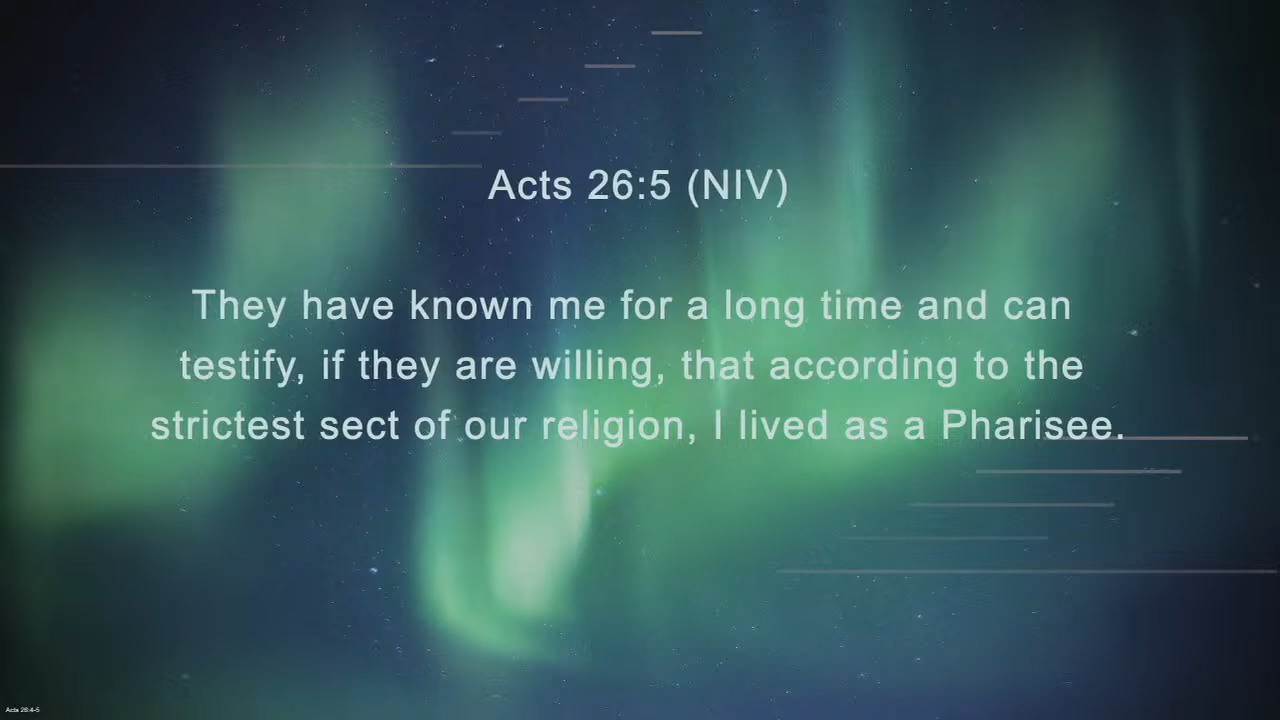 Acts 26:5 (NIV)
They have known me for a long time and can
testify, if they are willing, that according to the
strictest sect of our religion, I lived as a Pharisee.
Acts 26:4-5